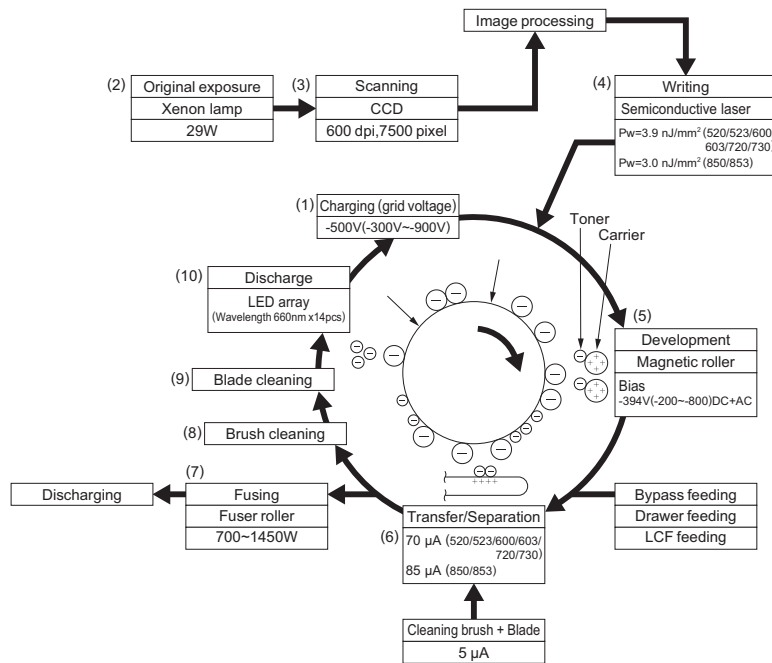 Image processing
(2)
Original exposure
Xenon lamp
29W
(3)
Scanning
CCD
600 dpi,7500 pixel
(4)
Writing
Semiconductive laser
Pw=3.9 nJ/mm² (520/523/600/
603/720/730)
Pw=3.0 nJ/mm² (850/853)
(1)
Charging (grid voltage)
-500V(-300V~-900V)
Toner
Carrier
(10)
Discharge
LED array
(Wavelength 660nm x14pcs)
(5)
Development
Magnetic roller
Bias
-394V(-200~-800)DC+AC
(9)
Blade cleaning
(8)
Brush cleaning
(7)
Discharging
Fusing
Fuser roller
700~1450W
(6)
Transfer/Separation
70 µA (520/523/600/603/
720/730)
85 µA (850/853)
Bypass feeding
Drawer feeding
LCF feeding
Cleaning brush + Blade
5 µA